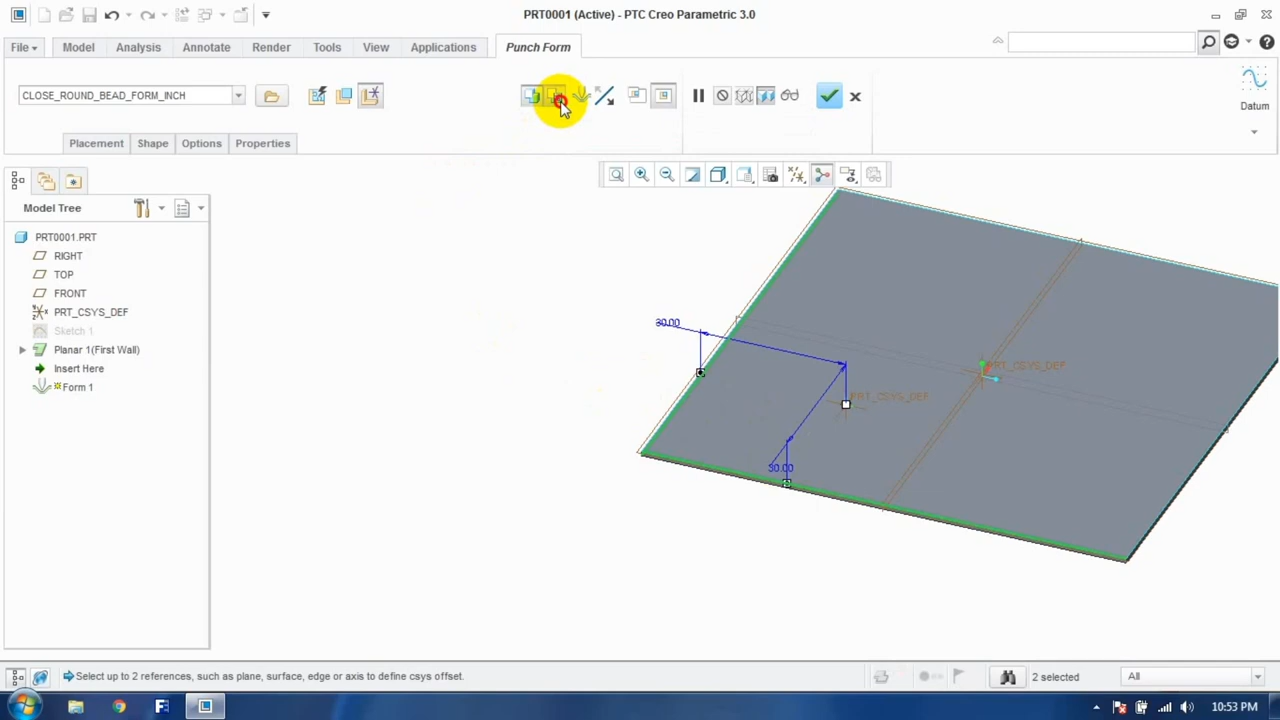 PRT0001 (Active) - PTC Creo Parametric 3.0
File Model Analysis Annotate Render Tools View Applications Punch Form
CLOSE_ROUND_BEAD_FORM_INCH
Datum
Placement Shape Options Properties
Model Tree
PRT0001.PRT
RIGHT
TOP
FRONT
PRT_CSYS_DEF
Sketch 1
Planar 1(First Wall)
Insert Here
Form 1
30.00
PRT_CSYS_DEF
PRT_CSYS_DEF
30.00
Select up to 2 references, such as plane, surface, edge or axis to define csys offset.
2 selected
All
10:53 PM